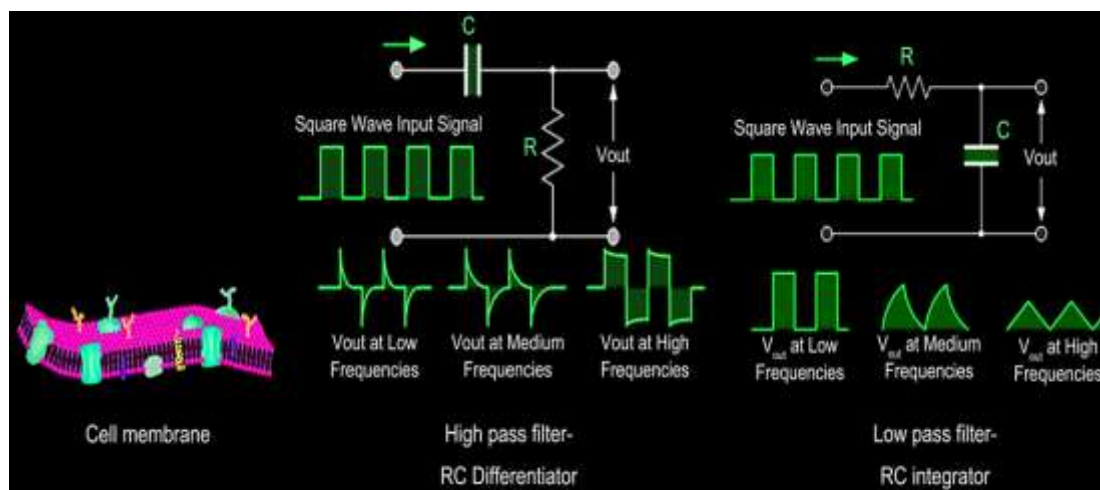 C
R
Square Wave Input Signal
Vout
Vout at Low
Frequencies
Vout at Medium
Frequencies
Vout at High
Frequencies
R
C
Square Wave Input Signal
Vout
Vout at Low
Frequencies
Vout at Medium
Frequencies
Vout at High
Frequencies
Cell membrane
High pass filter-
RC Differentiator
Low pass filter-
RC integrator